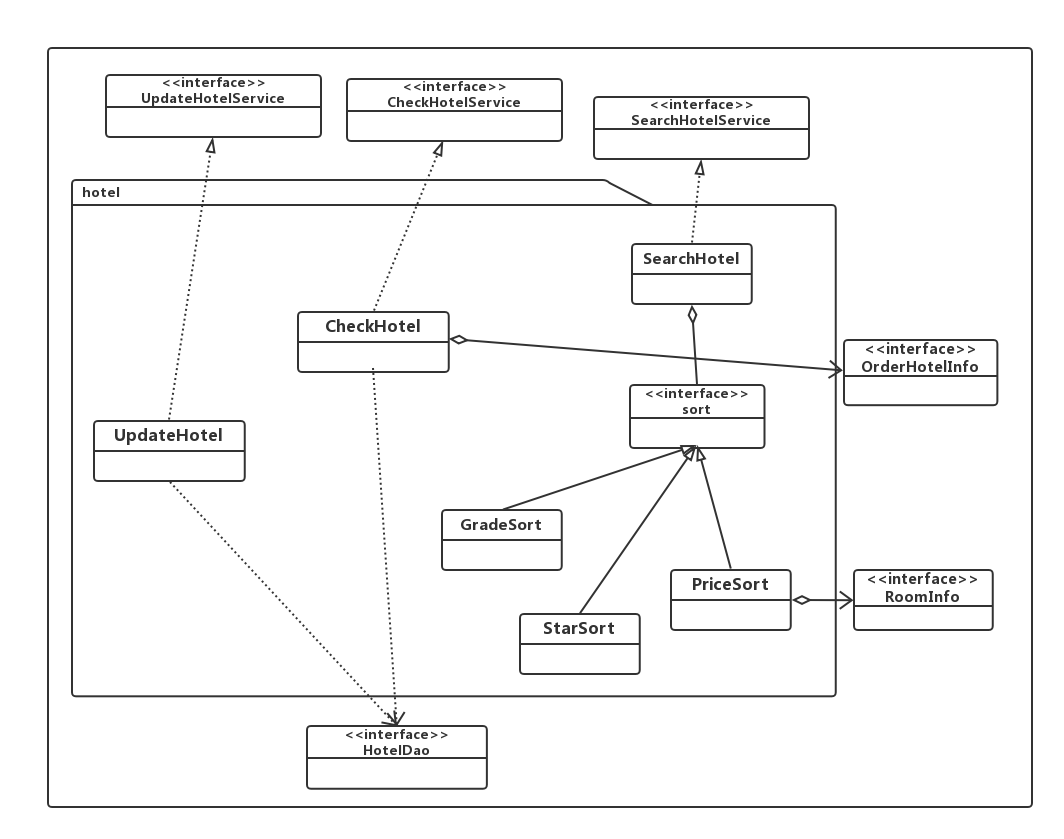 <<interface>>
UpdateHotelService
<<interface>>
CheckHotelService
<<interface>>
SearchHotelService
hotel
SearchHotel
CheckHotel
<<interface>>
OrderHotelInfo
<<interface>>
sort
UpdateHotel
GradeSort
PriceSort
<<interface>>
RoomInfo
StarSort
<<interface>>
HotelDao